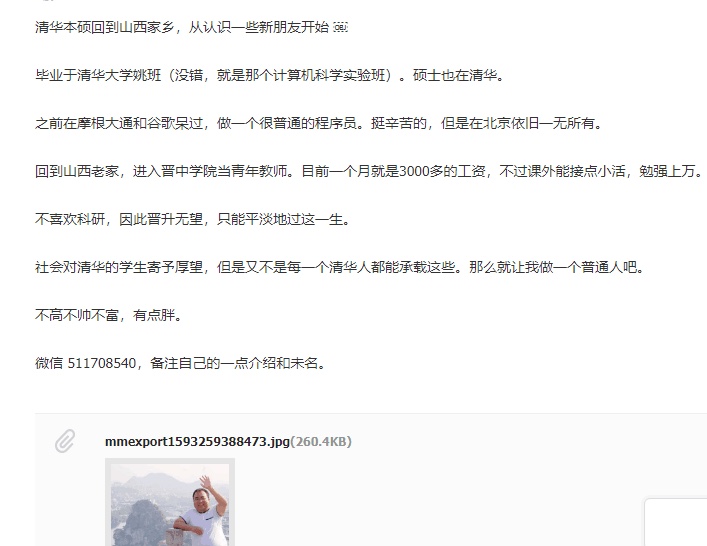 清华本硕回到山西家乡，从认识一些新朋友开始 ￼
毕业于清华大学姚班（没错，就是那个计算机科学实验班）。硕士也在清华。
之前在摩根大通和谷歌呆过，做一个很普通的程序员。挺辛苦的，但是在北京依旧一无所有。
回到山西老家，进入晋中学院当青年教师。目前一个月就是3000多的工资，不过课外能接点小活，勉强上万。
不喜欢科研，因此晋升无望，只能平淡地过这一生。
社会对清华的学生寄予厚望，但是又不是每一个清华人都能承载这些。那么就让我做一个普通人吧。
不高不帅不富，有点胖。
微信 511708540，备注自己的一点介绍和未名。
mmexport1593259388473.jpg(260.4KB)